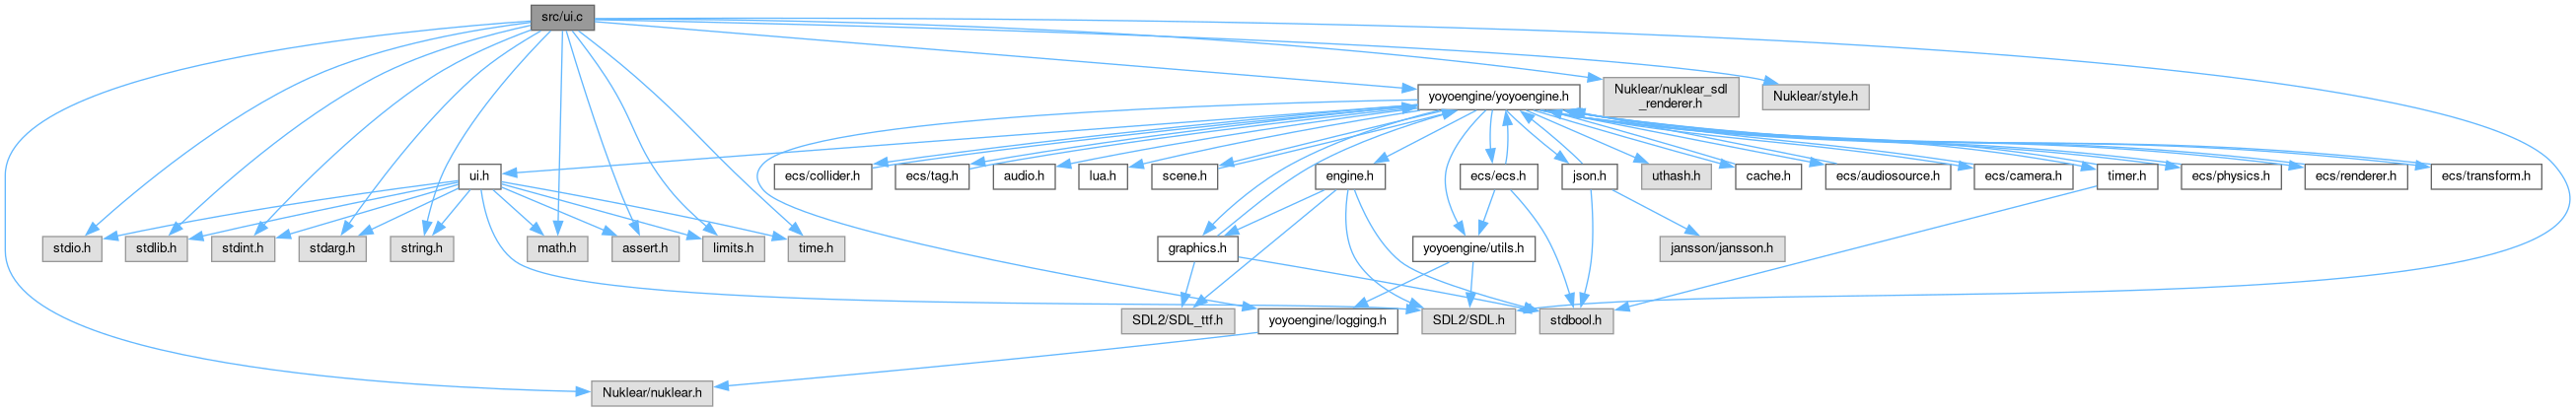 src/ui.c
yoyoengine/yoyoengine.h
Nuklear/nuklear_sdl
_renderer.h
Nuklear/style.h
ui.h
ecs/collider.h
ecs/tag.h
audio.h
lua.h
scene.h
engine.h
ecs/ecs.h
json.h
uthash.h
cache.h
ecs/audiosource.h
ecs/camera.h
timer.h
ecs/physics.h
ecs/renderer.h
ecs/transform.h
stdio.h
stdlib.h
stdint.h
stdarg.h
string.h
math.h
assert.h
limits.h
time.h
graphics.h
yoyoengine/utils.h
jansson/jansson.h
SDL2/SDL_ttf.h
yoyoengine/logging.h
SDL2/SDL.h
stdbool.h
Nuklear/nuklear.h